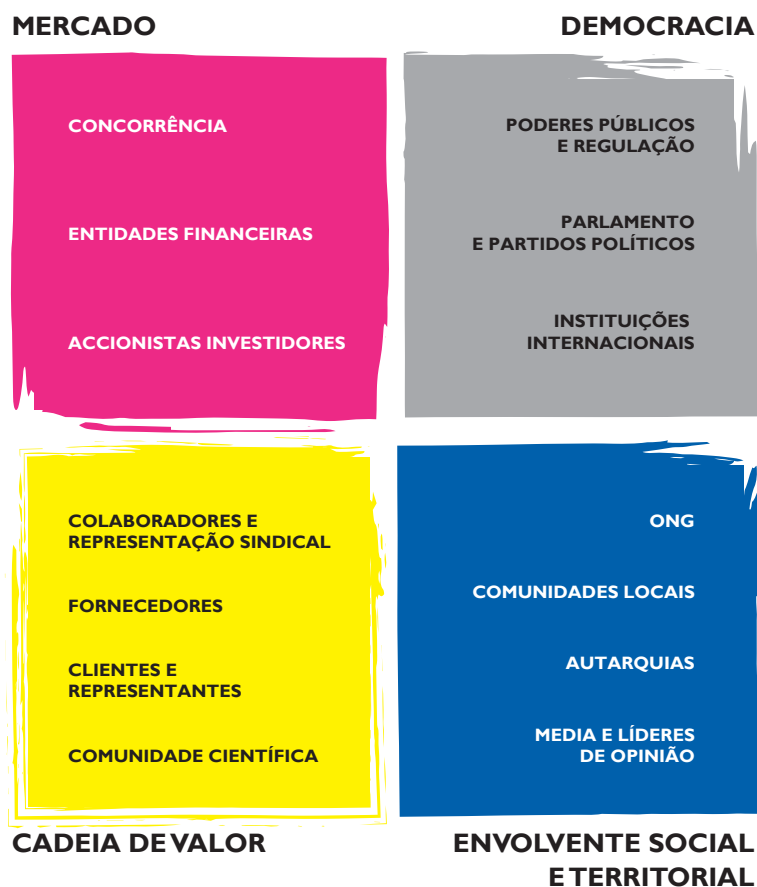 MERCADO
CONCORRÊNCIA
ENTIDADES FINANCEIRAS
ACCIONISTAS INVESTIDORES
DEMOCRACIA
PODERES PÚBLICOS
E REGULAÇÃO
PARLAMENTO
E PARTIDOS POLÍTICOS
INSTITUIÇÕES
INTERNACIONAIS
COLABORADORES E
REPRESENTAÇÃO SINDICAL
FORNECEDORES
CLIENTES E
REPRESENTANTES
COMUNIDADE CIENTÍFICA
CADEIA DE VALOR
ONG
COMUNIDADES LOCAIS
AUTARQUIAS
MEDIA E LÍDERES
DE OPINIÃO
ENVOLVENTE SOCIAL
E TERRITORIAL